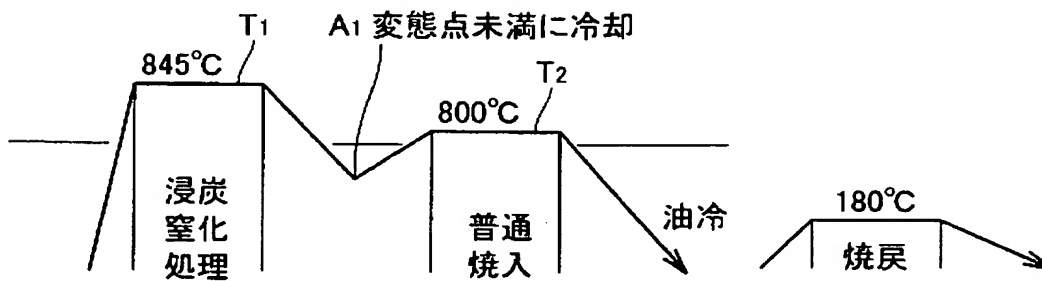 T1
A1 変態点未満に冷却
845℃
T2
800℃
浸炭
窒化
処理
普通
焼入
油冷
180℃
焼戻